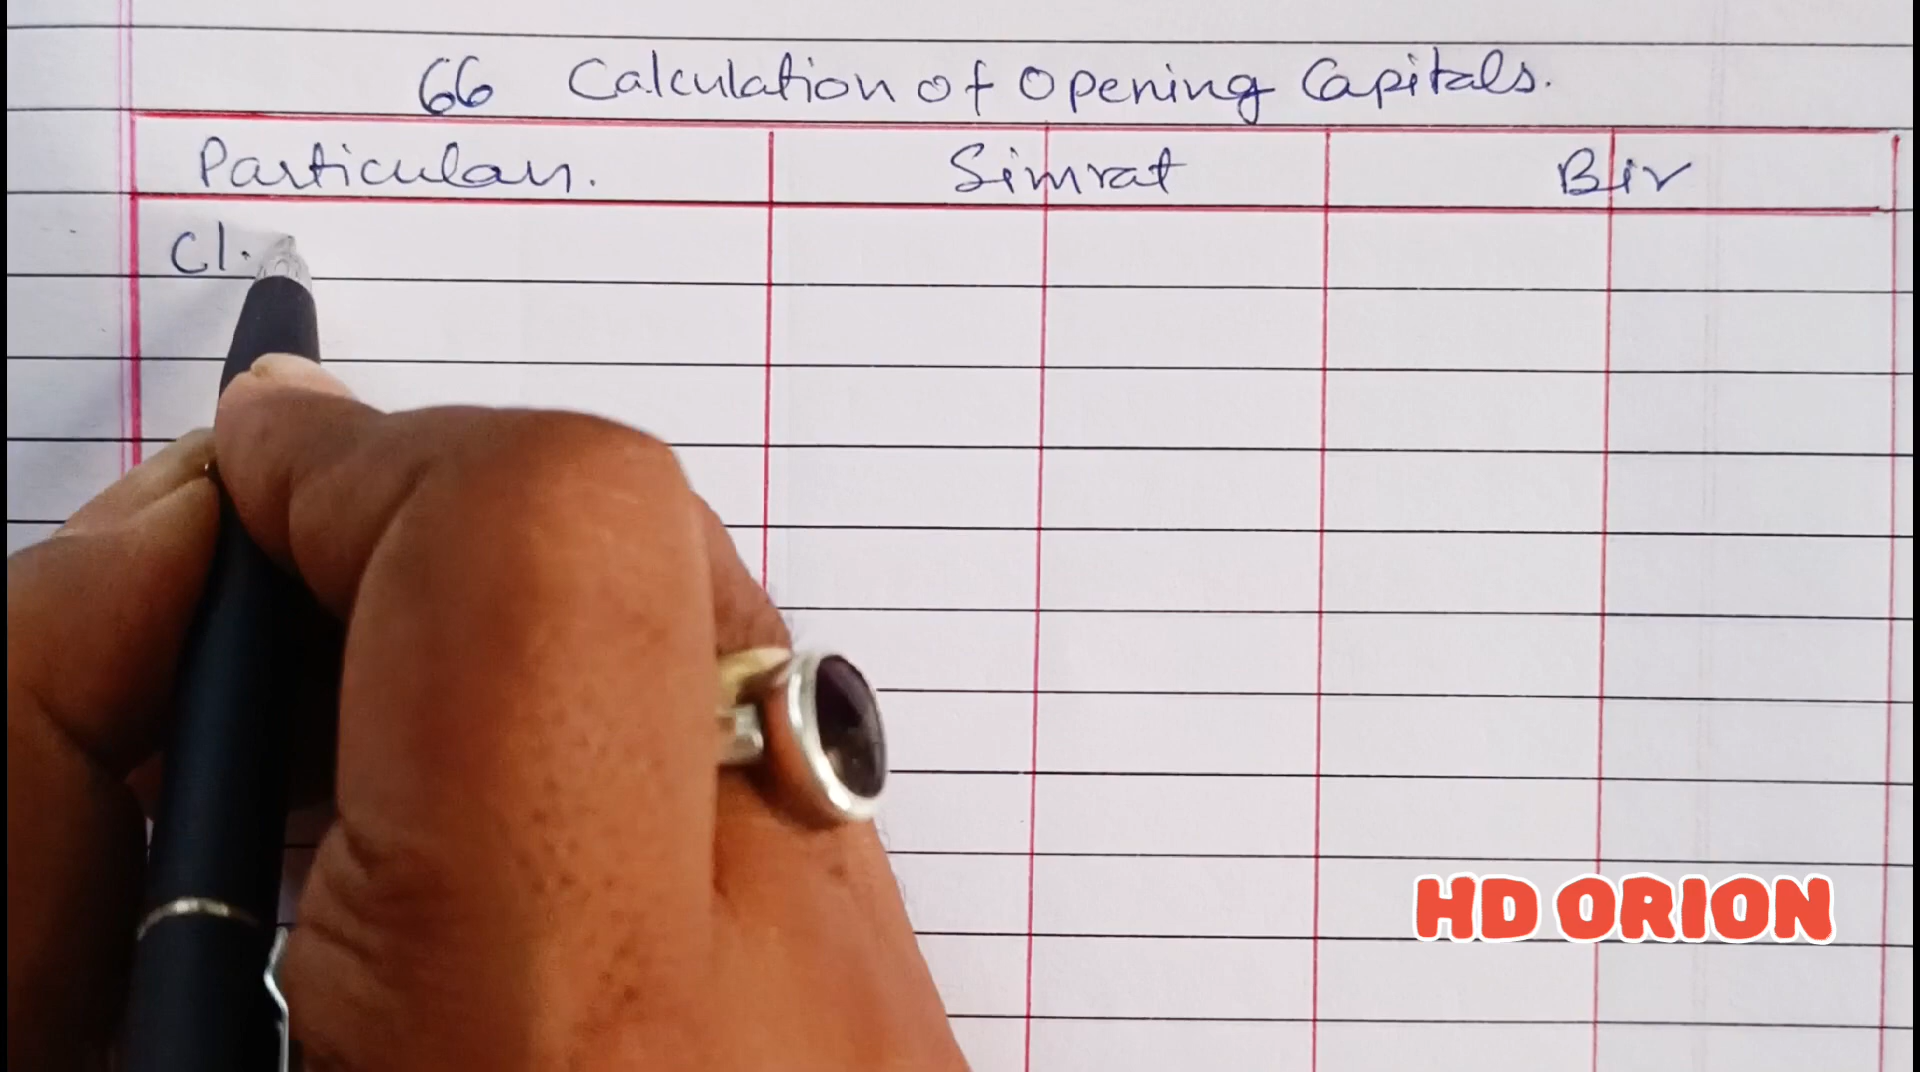 66 Calculation of Opening Capitals.
Particulars. Simrat Bir
Cl.
HD ORION